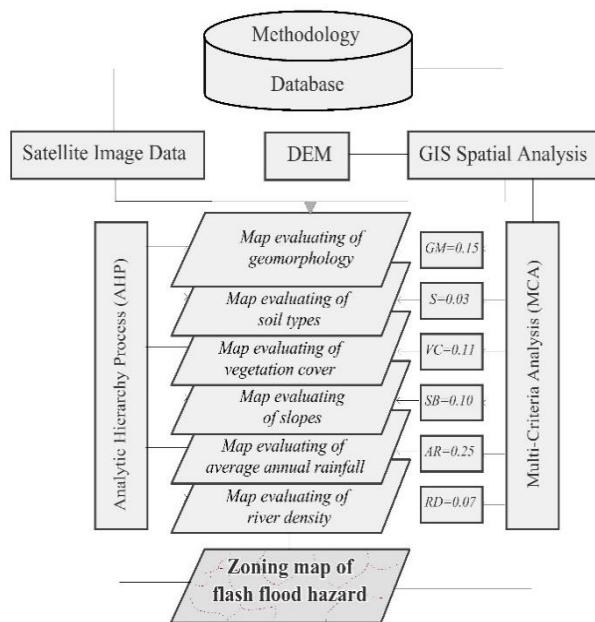 Methodology
Database
Satellite Image Data
DEM
GIS Spatial Analysis
Analytic Hierarchy Process (AHP)
Map evaluating of
geomorphology
GM=0.15
Map evaluating of
soil types
S=0.03
Map evaluating of
vegetation cover
VC=0.11
Map evaluating
of slopes
SB=0.10
Map evaluating of
average annual rainfall
AR=0.25
Map evaluating of
river density
RD=0.07
Multi-Criteria Analysis (MCA)
Zoning map of
flash flood hazard